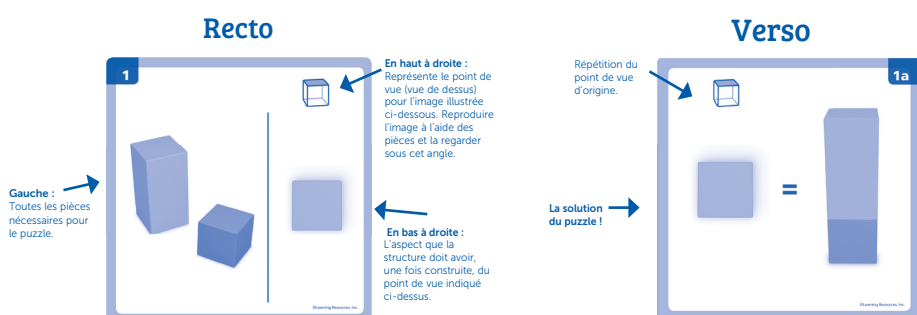 Recto
1
En haut à droite :
Représente le point de
vue (vue de dessus)
pour l'image illustrée
ci-dessous. Reproduire
l'image à l'aide des
pièces et la regarder
sous cet angle.
Gauche :
Toutes les pièces
nécessaires pour
le puzzle.
En bas à droite :
L'aspect que la
structure doit avoir,
une fois construite, du
point de vue indiqué
ci-dessus.
©Learning Resources, Inc.
Verso
Répétition du
point de vue
d'origine.
1a
=
La solution
du puzzle !
©Learning Resources, Inc.